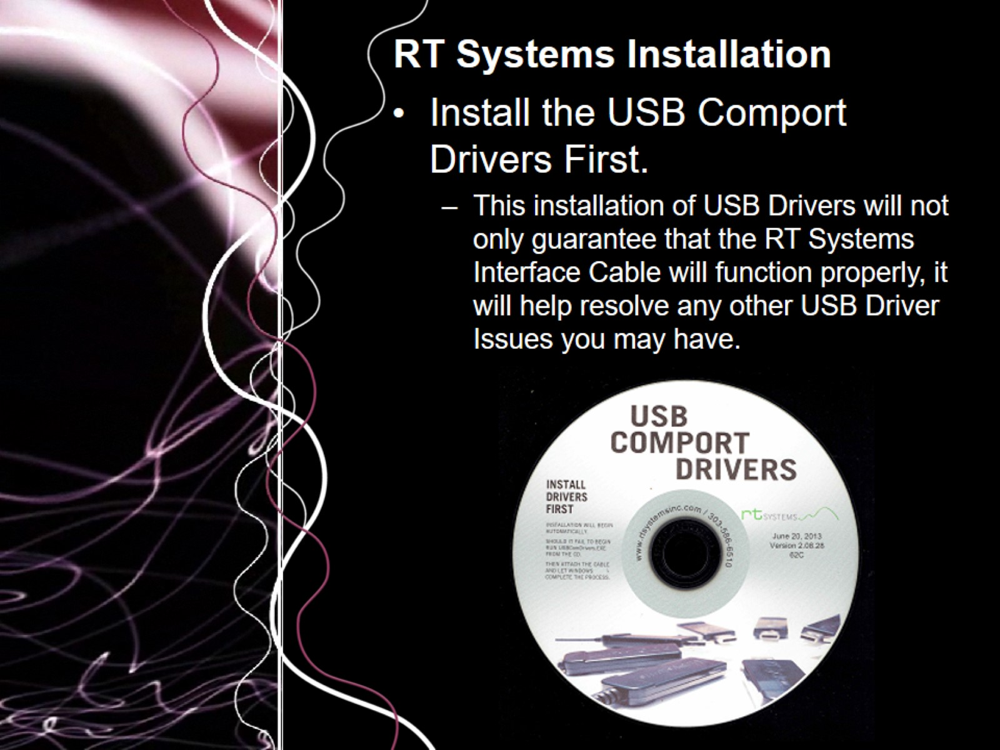 RT Systems Installation
• Install the USB Comport
Drivers First.
– This installation of USB Drivers will not
only guarantee that the RT Systems
Interface Cable will function properly, it
will help resolve any other USB Driver
Issues you may have.
USB
COMPORT
DRIVERS
INSTALL
DRIVERS
FIRST
INSTALLATION WILL BEGIN
AUTOMATICALLY.
SHOULD IT FAIL TO BEGIN
RUN USBComDrivers.EXE
FROM THE CD.
THEN ATTACH THE CABLE
AND LET WINDOWS
COMPLETE THE PROCESS.
www.rtsystemsinc.com / 303-586-6510
rt SYSTEMS
June 20, 2013
Version 2.08.28
62C